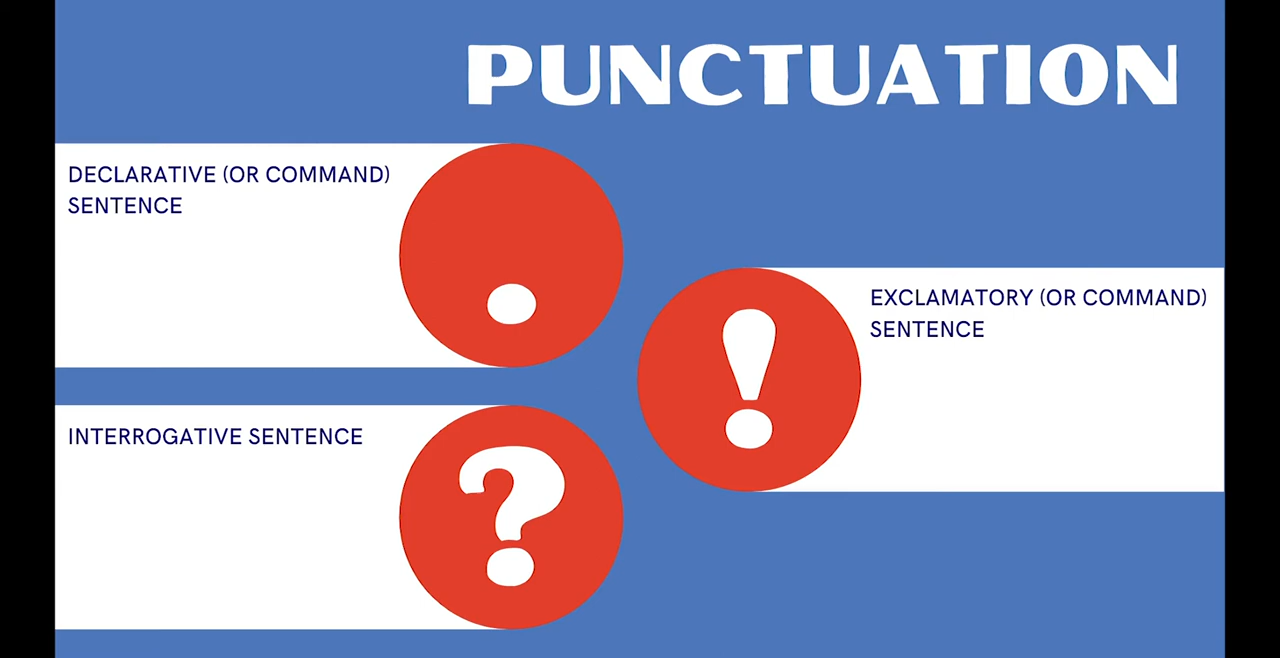 PUNCTUATION
DECLARATIVE (OR COMMAND)
SENTENCE
.
EXCLAMATORY (OR COMMAND)
SENTENCE
!
INTERROGATIVE SENTENCE
?